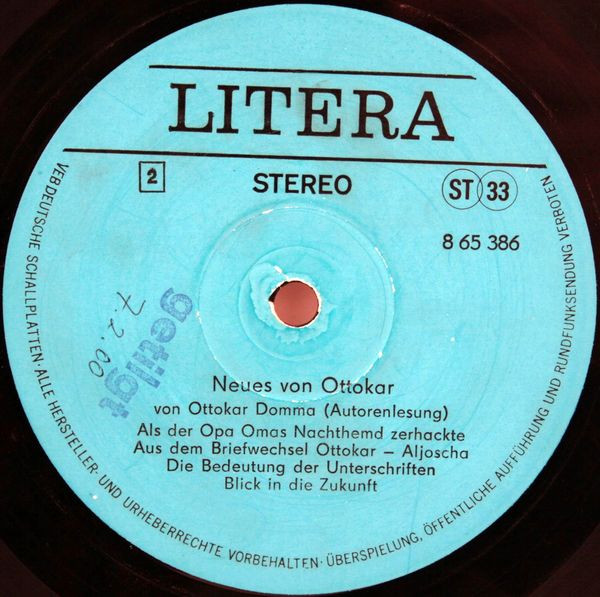 LITERA
2 STEREO ST 33
8 65 386
getilgt
7.2.00
Neues von Ottokar
von Ottokar Domma (Autorenlesung)
Als der Opa Omas Nachthemd zerhackte
Aus dem Briefwechsel Ottokar – Aljoscha
Die Bedeutung der Unterschriften
Blick in die Zukunft
VEB DEUTSCHE SCHALLPLATTEN · ALLE HERSTELLER- UND URHEBERRECHTE VORBEHALTEN · ÜBERSPIELUNG, ÖFFENTLICHE AUFFÜHRUNG UND RUNDFUNKSENDUNG VERBOTEN